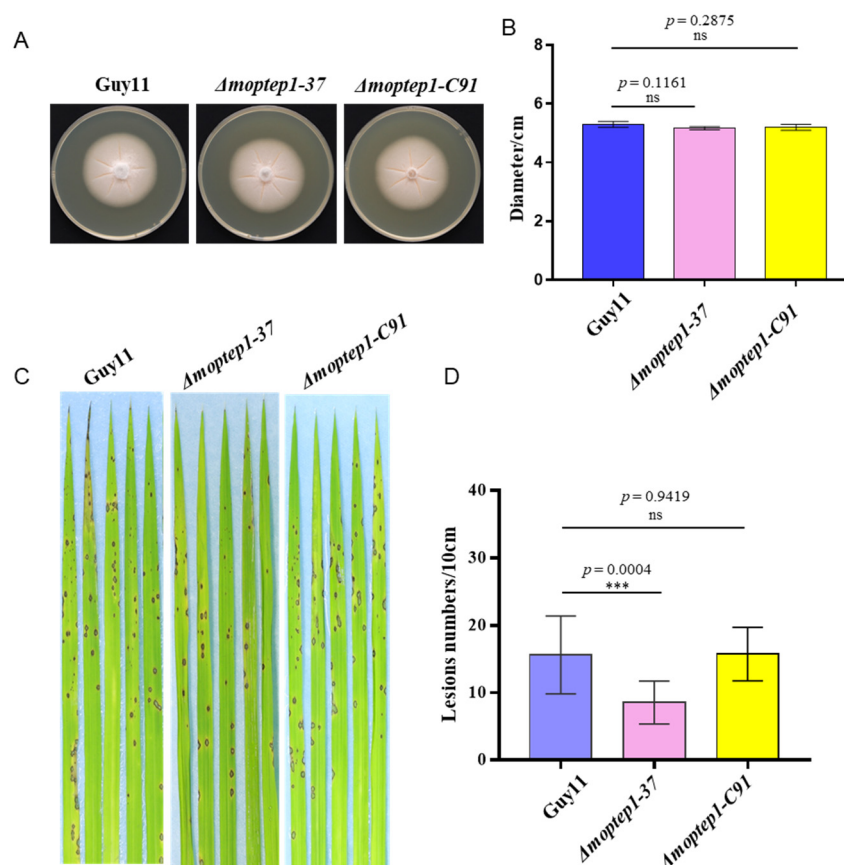 A
Guy11
Δmoptep1-37
Δmoptep1-C91
B
Diameter/cm
8
6
4
2
0
p = 0.2875
ns
p = 0.1161
ns
Guy11
Δmoptep1-37
Δmoptep1-C91
C
Guy11
Δmoptep1-37
Δmoptep1-C91
D
Lesions numbers/10cm
40
30
20
10
0
p = 0.9419
ns
p = 0.0004
***
Guy11
Δmoptep1-37
Δmoptep1-C91